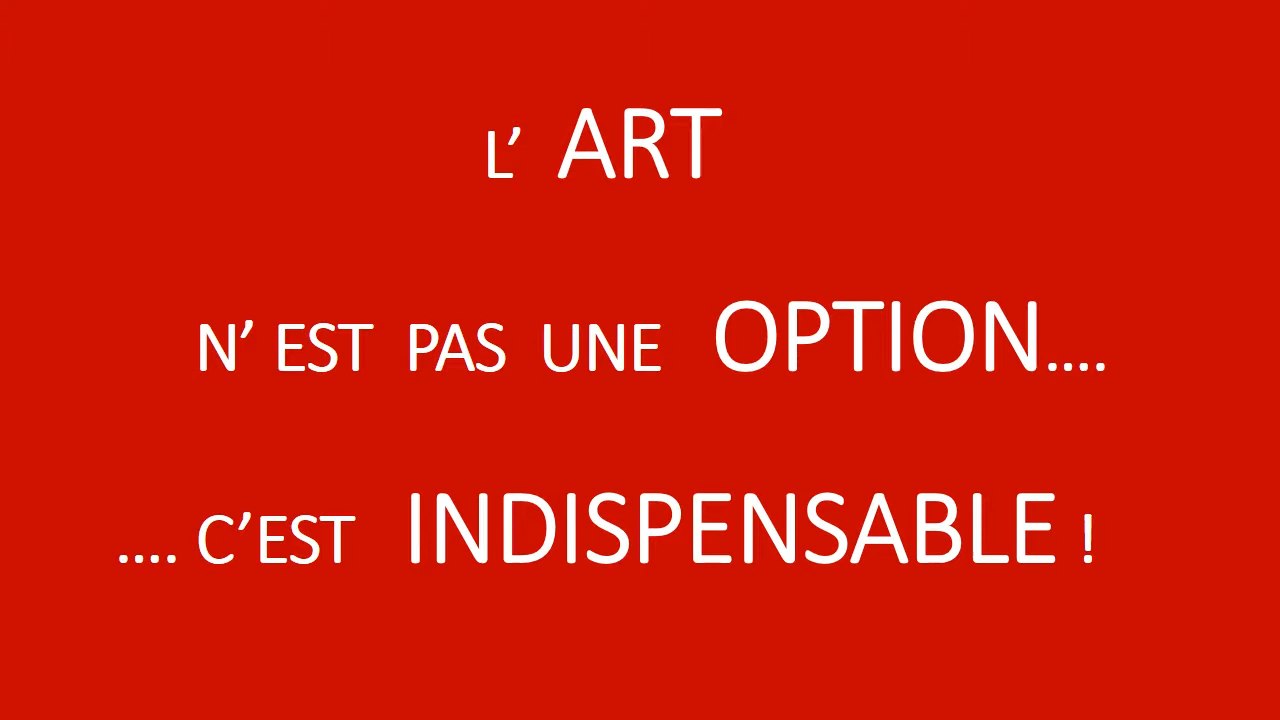 L’ ART
N’ EST PAS UNE OPTION....
.... C’EST INDISPENSABLE !